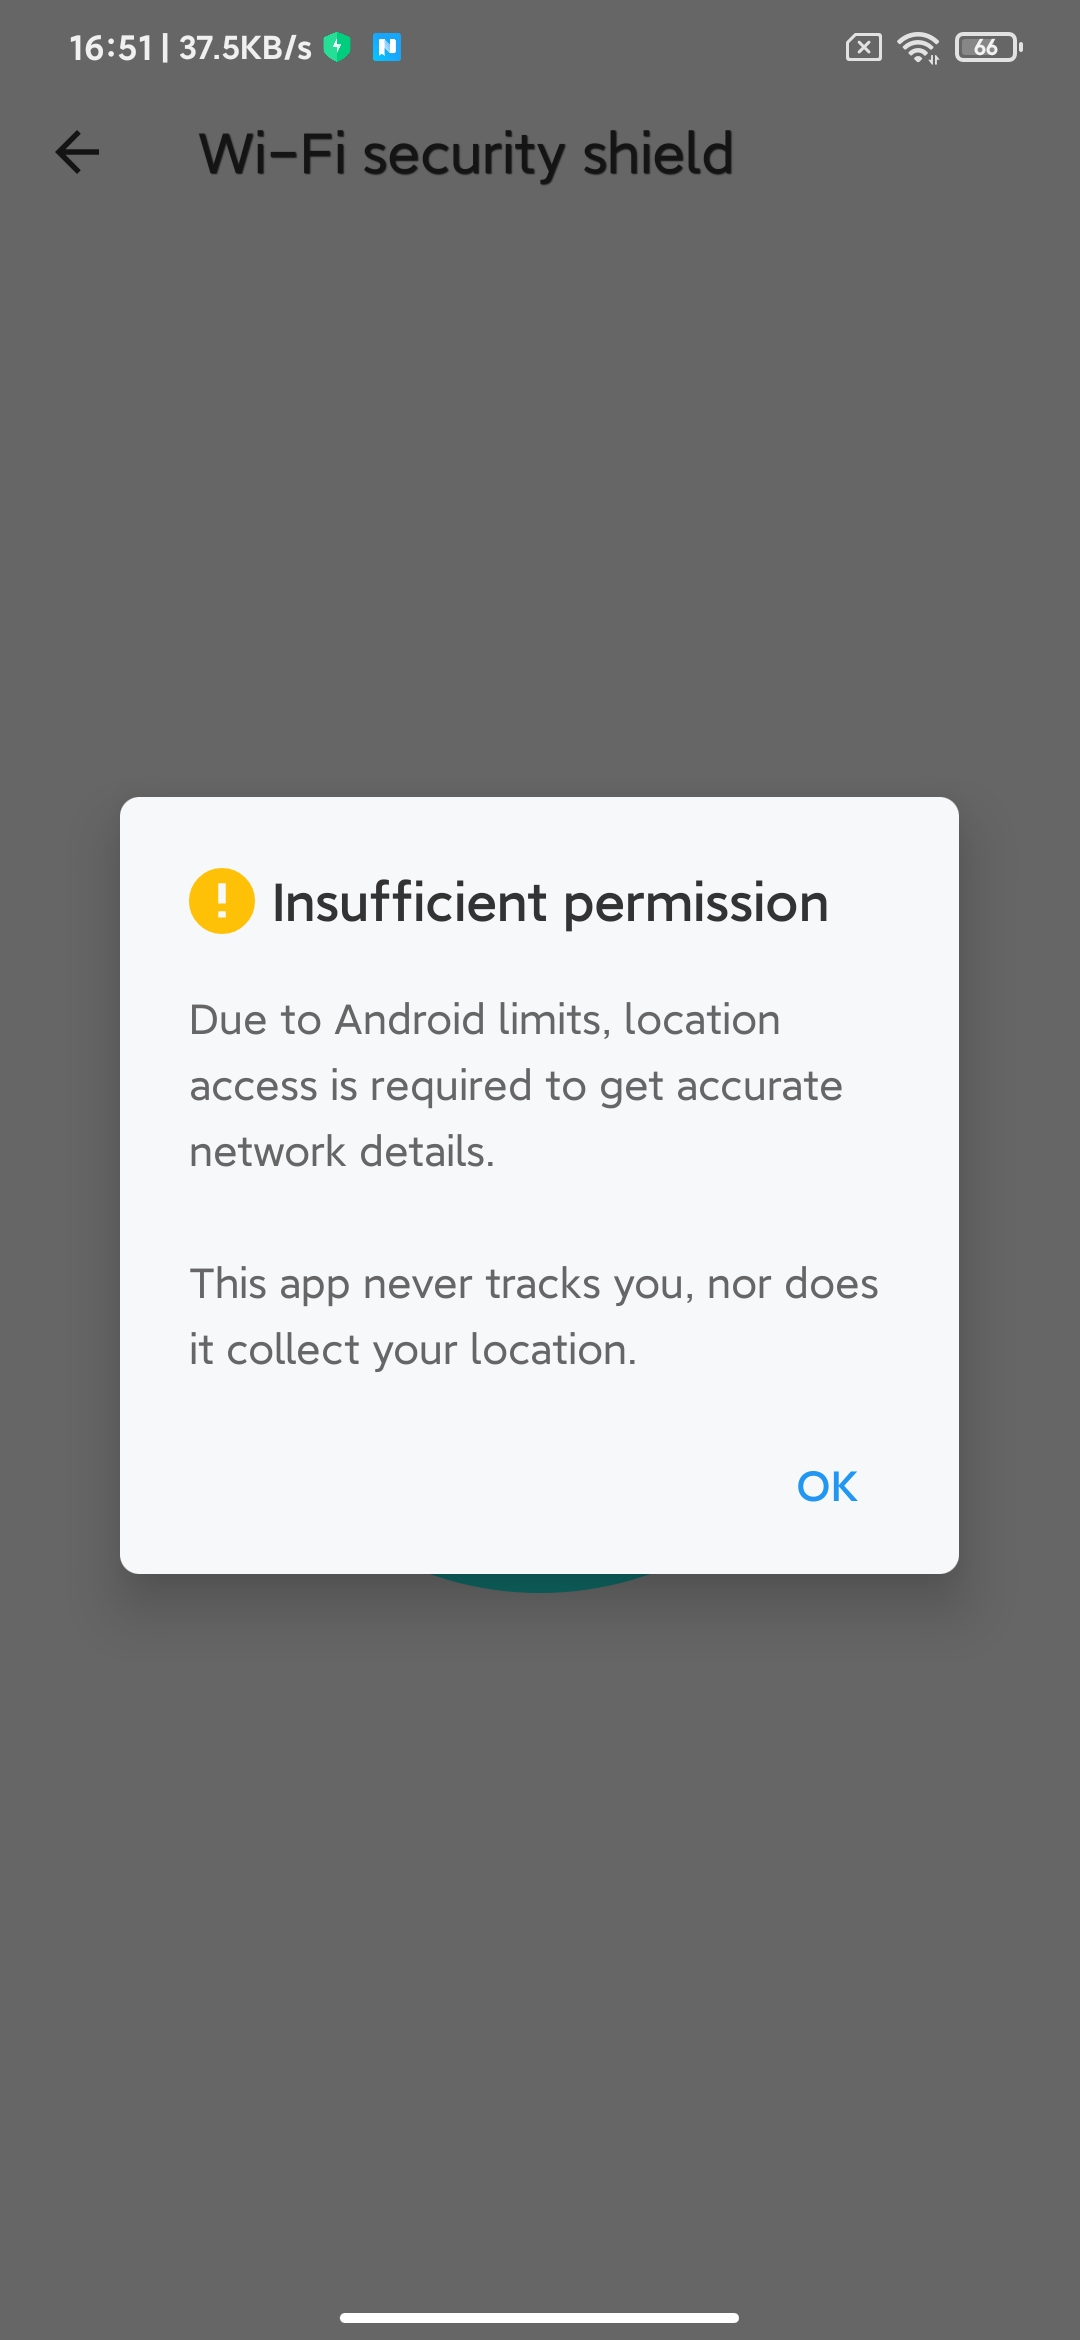 16:51 | 37.5KB/s
66
Wi-Fi security shield
Insufficient permission
Due to Android limits, location
access is required to get accurate
network details.
This app never tracks you, nor does
it collect your location.
OK